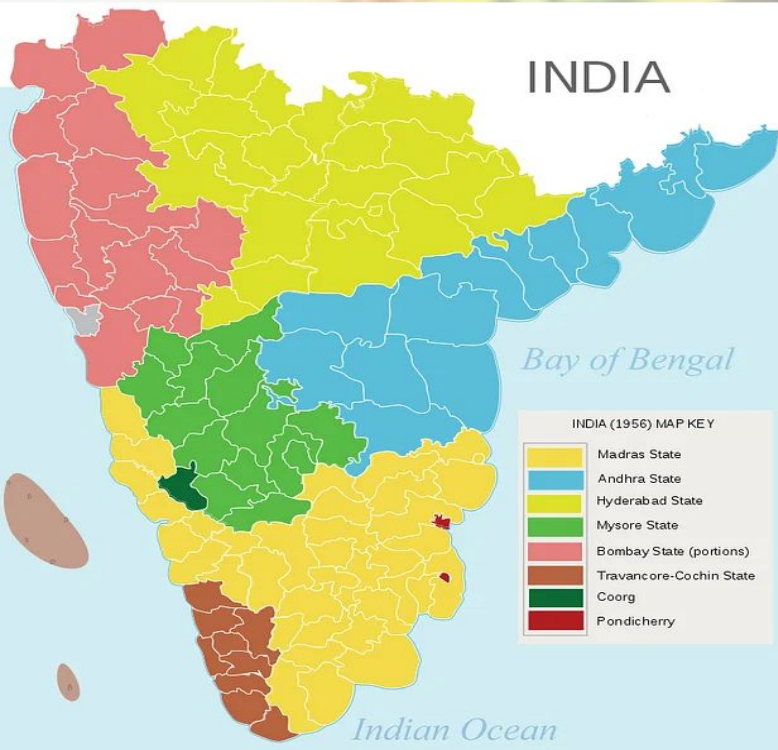 INDIA
Bay of Bengal
INDIA (1956) MAP KEY
Madras State
Andhra State
Hyderabad State
Mysore State
Bombay State (portions)
Travancore-Cochin State
Coorg
Pondicherry
Indian Ocean